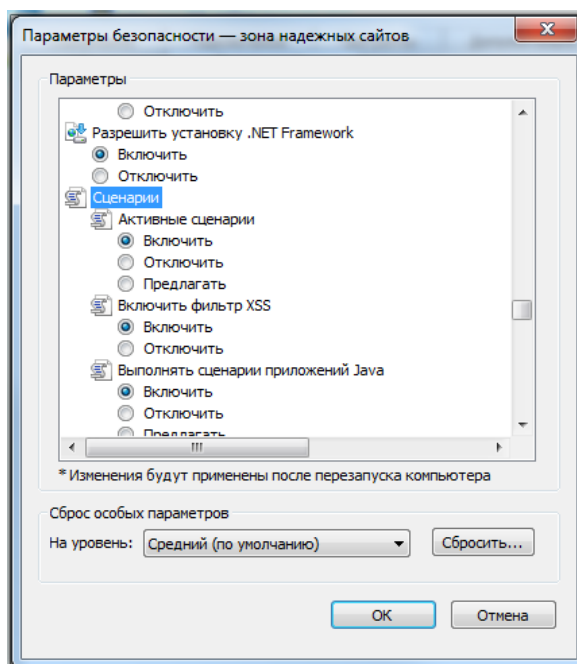 Параметры безопасности — зона надежных сайтов
Параметры
Отключить
Разрешить установку .NET Framework
Включить
Отключить
Сценарии
Активные сценарии
Включить
Отключить
Предлагать
Включить фильтр XSS
Включить
Отключить
Выполнять сценарии приложений Java
Включить
Отключить
Предлагать
* Изменения будут применены после перезапуска компьютера
Сброс особых параметров
На уровень: Средний (по умолчанию) Сбросить...
ОК Отмена